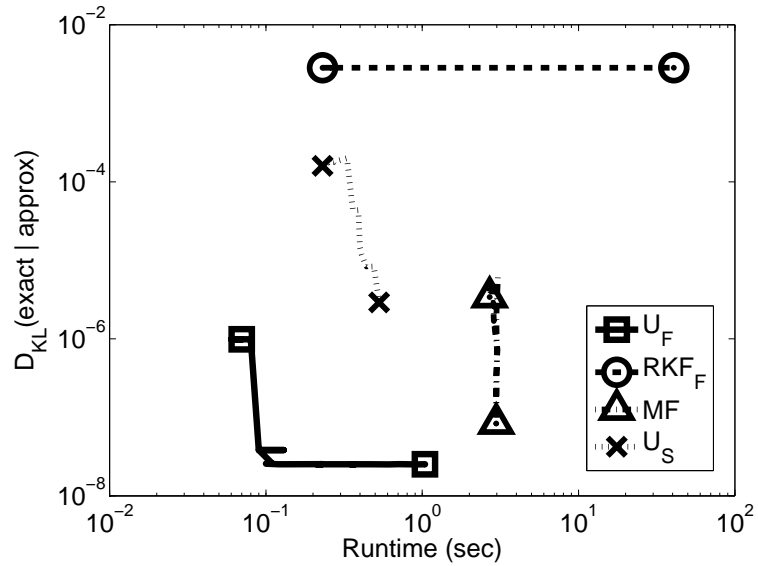 10^-2
10^-4
10^-6
10^-8
D_KL(exact | approx)
U_F
RKF_F
MF
U_S
10^-2 10^-1 10^0 10^1 10^2
Runtime (sec)